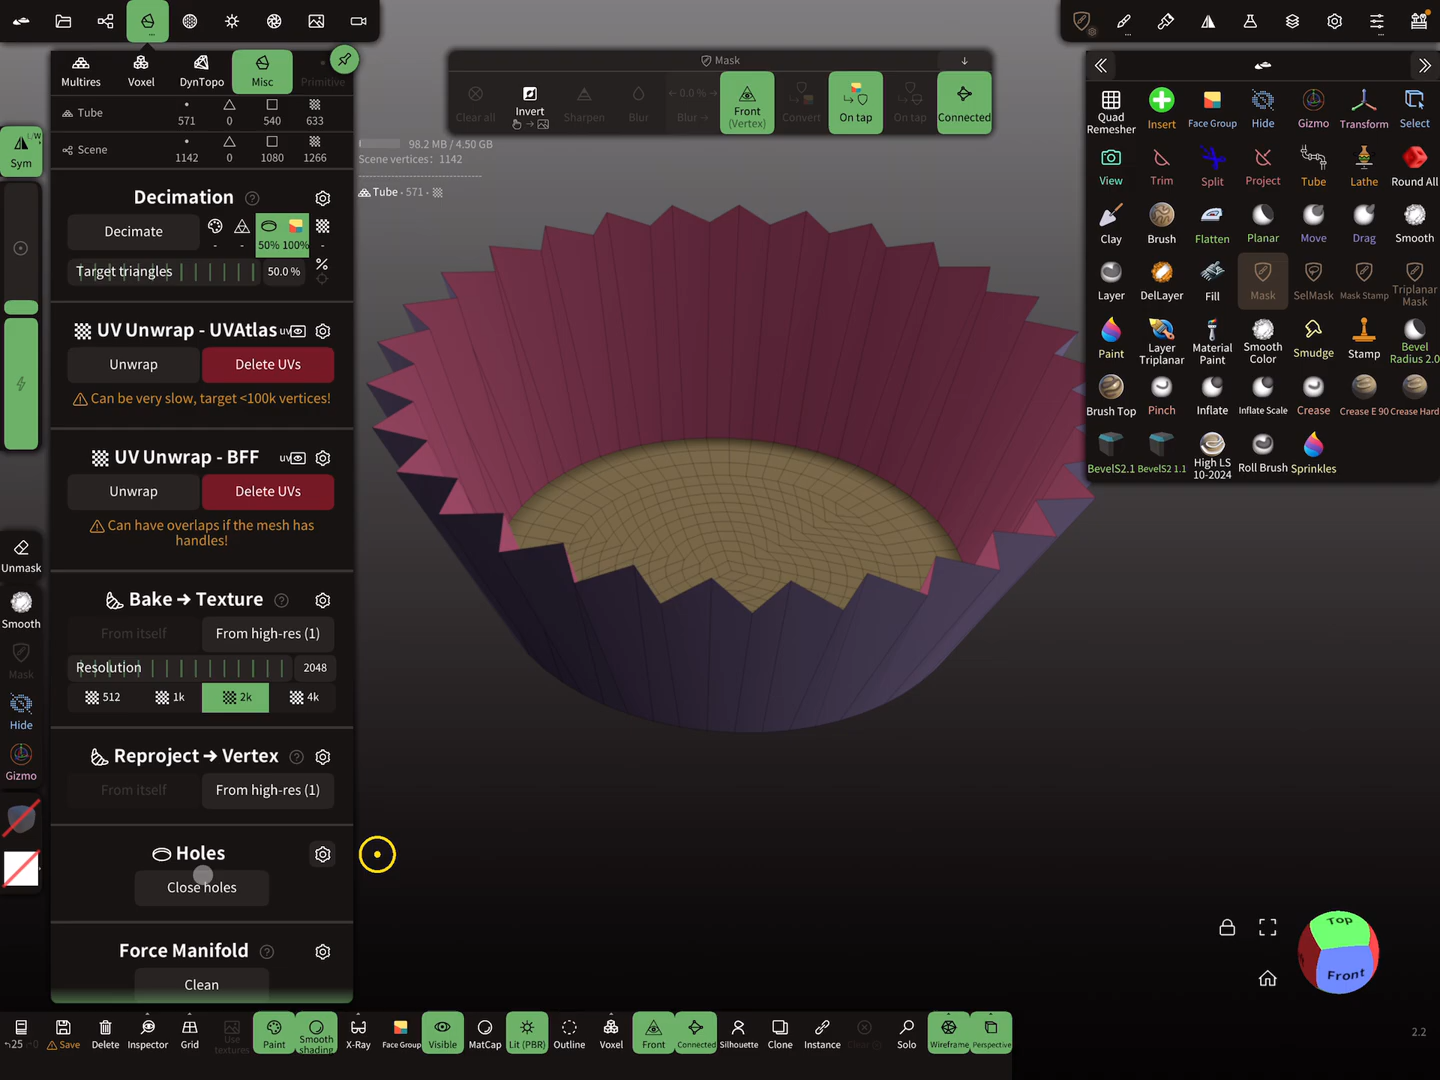 Multires
Voxel
DynTopo
Misc
Primitive
Tube
571
0
540
633
Scene
1142
0
1080
1266
Decimation ?
Decimate
-
-
50%
100%
-
Target triangles
50.0 %
%
UV Unwrap - UVAtlas
uv
Unwrap
Delete UVs
Can be very slow, target <100k vertices!
UV Unwrap - BFF
uv
Unwrap
Delete UVs
Can have overlaps if the mesh has
handles!
Bake → Texture ?
From itself
From high-res (1)
Resolution
2048
512
1k
2k
4k
Reproject → Vertex ?
From itself
From high-res (1)
Holes
Close holes
Force Manifold ?
Clean
Sym
Unmask
Smooth
Mask
Hide
Gizmo
Mask
Clear all
Invert
Sharpen
Blur
← 0.0 % →
Blur
Front
(Vertex)
Convert
On tap
On tap
Connected
98.2 MB / 4.50 GB
Scene vertices: 1142
Tube · 571 ·
Quad
Remesher
Insert
Face Group
Hide
Gizmo
Transform
Select
View
Trim
Split
Project
Tube
Lathe
Round All
Clay
Brush
Flatten
Planar
Move
Drag
Smooth
Layer
DelLayer
Fill
Mask
SelMask
Mask Stamp
Triplanar
Mask
Paint
Layer
Triplanar
Material
Paint
Smooth
Color
Smudge
Stamp
Bevel
Radius 2.0
Brush Top
Pinch
Inflate
Inflate Scale
Crease
Crease E 90
Crease Hard
BevelS2.1
BevelS2 1.1
High LS
10-2024
Roll Brush
Sprinkles
Top
Front
2.2
25
0
Save
Delete
Inspector
Grid
Use
textures
Paint
Smooth
shading
X-Ray
Face Group
Visible
MatCap
Lit (PBR)
Outline
Voxel
Front
Connected
Silhouette
Clone
Instance
Solo
Wireframe
Perspective